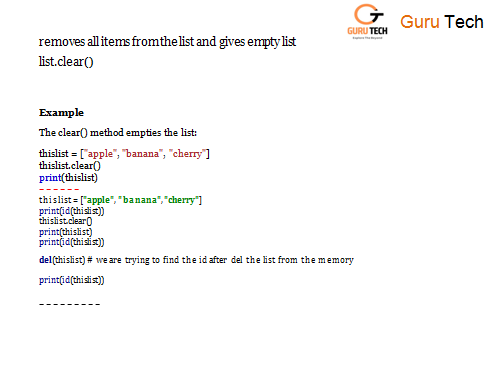 GURU TECH
Guru Tech
removes all items from the list and gives empty list
list.clear()
Example
The clear() method empties the list:
thislist = ["apple", "banana", "cherry"]
thislist.clear()
print(thislist)
------
thislist = ["apple", "banana", "cherry"]
print(id(thislist))
thislist.clear()
print(thislist)
print(id(thislist))
del(thislist) # we are trying to find the id after del the list from the memory
print(id(thislist))
---------